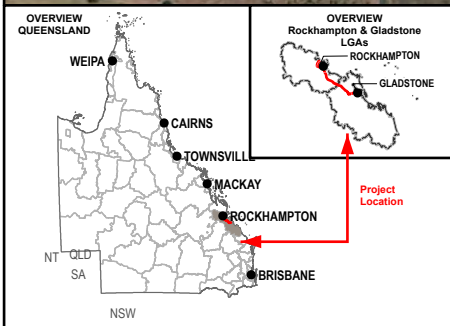 OVERVIEW
QUEENSLAND
WEIPA
CAIRNS
TOWNSVILLE
MACKAY
ROCKHAMPTON
BRISBANE
NT QLD
SA
NSW
OVERVIEW
Rockhampton & Gladstone
LGAs
ROCKHAMPTON
GLADSTONE
Project
Location